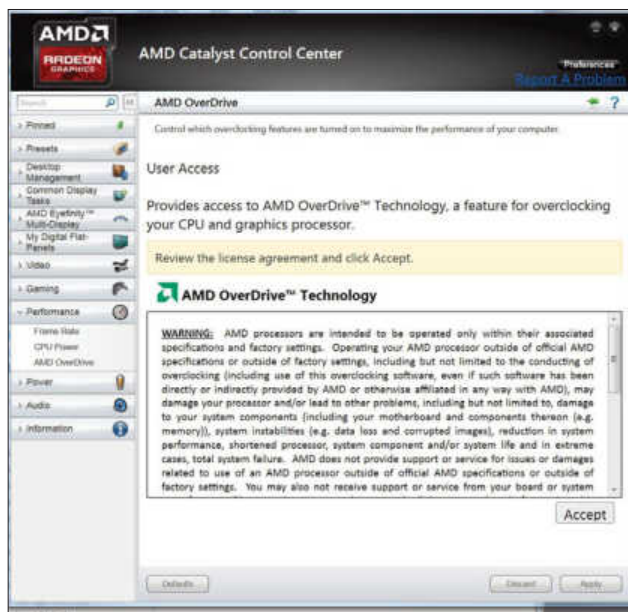 AMD
RADEON
GRAPHICS
AMD Catalyst Control Center
Preferences
Report A Problem
Search
AMD OverDrive
?
Pinned
Presets
Desktop
Management
Common Display
Tasks
AMD Eyefinity™
Multi-Display
My Digital Flat-
Panels
Video
Gaming
Performance
Frame Rate
CPU Power
AMD OverDrive
Power
Audio
Information
Control which overclocking features are turned on to maximize the performance of your computer.
User Access
Provides access to AMD OverDrive™ Technology, a feature for overclocking
your CPU and graphics processor.
Review the license agreement and click Accept.
AMD OverDrive™ Technology
WARNING: AMD processors are intended to be operated only within their associated
specifications and factory settings. Operating your AMD processor outside of official AMD
specifications or outside of factory settings, including but not limited to the conducting of
overclocking (including use of this overclocking software, even if such software has been
directly or indirectly provided by AMD or otherwise affiliated in any way with AMD), may
damage your processor and/or lead to other problems, including but not limited to, damage
to your system components (including your motherboard and components thereon (e.g.
memory)), system instabilities (e.g. data loss and corrupted images), reduction in system
performance, shortened processor, system component and/or system life and in extreme
cases, total system failure. AMD does not provide support or service for issues or damages
related to use of an AMD processor outside of official AMD specifications or outside of
factory settings. You may also not receive support or service from your board or system
Accept
Defaults
Discard
Apply